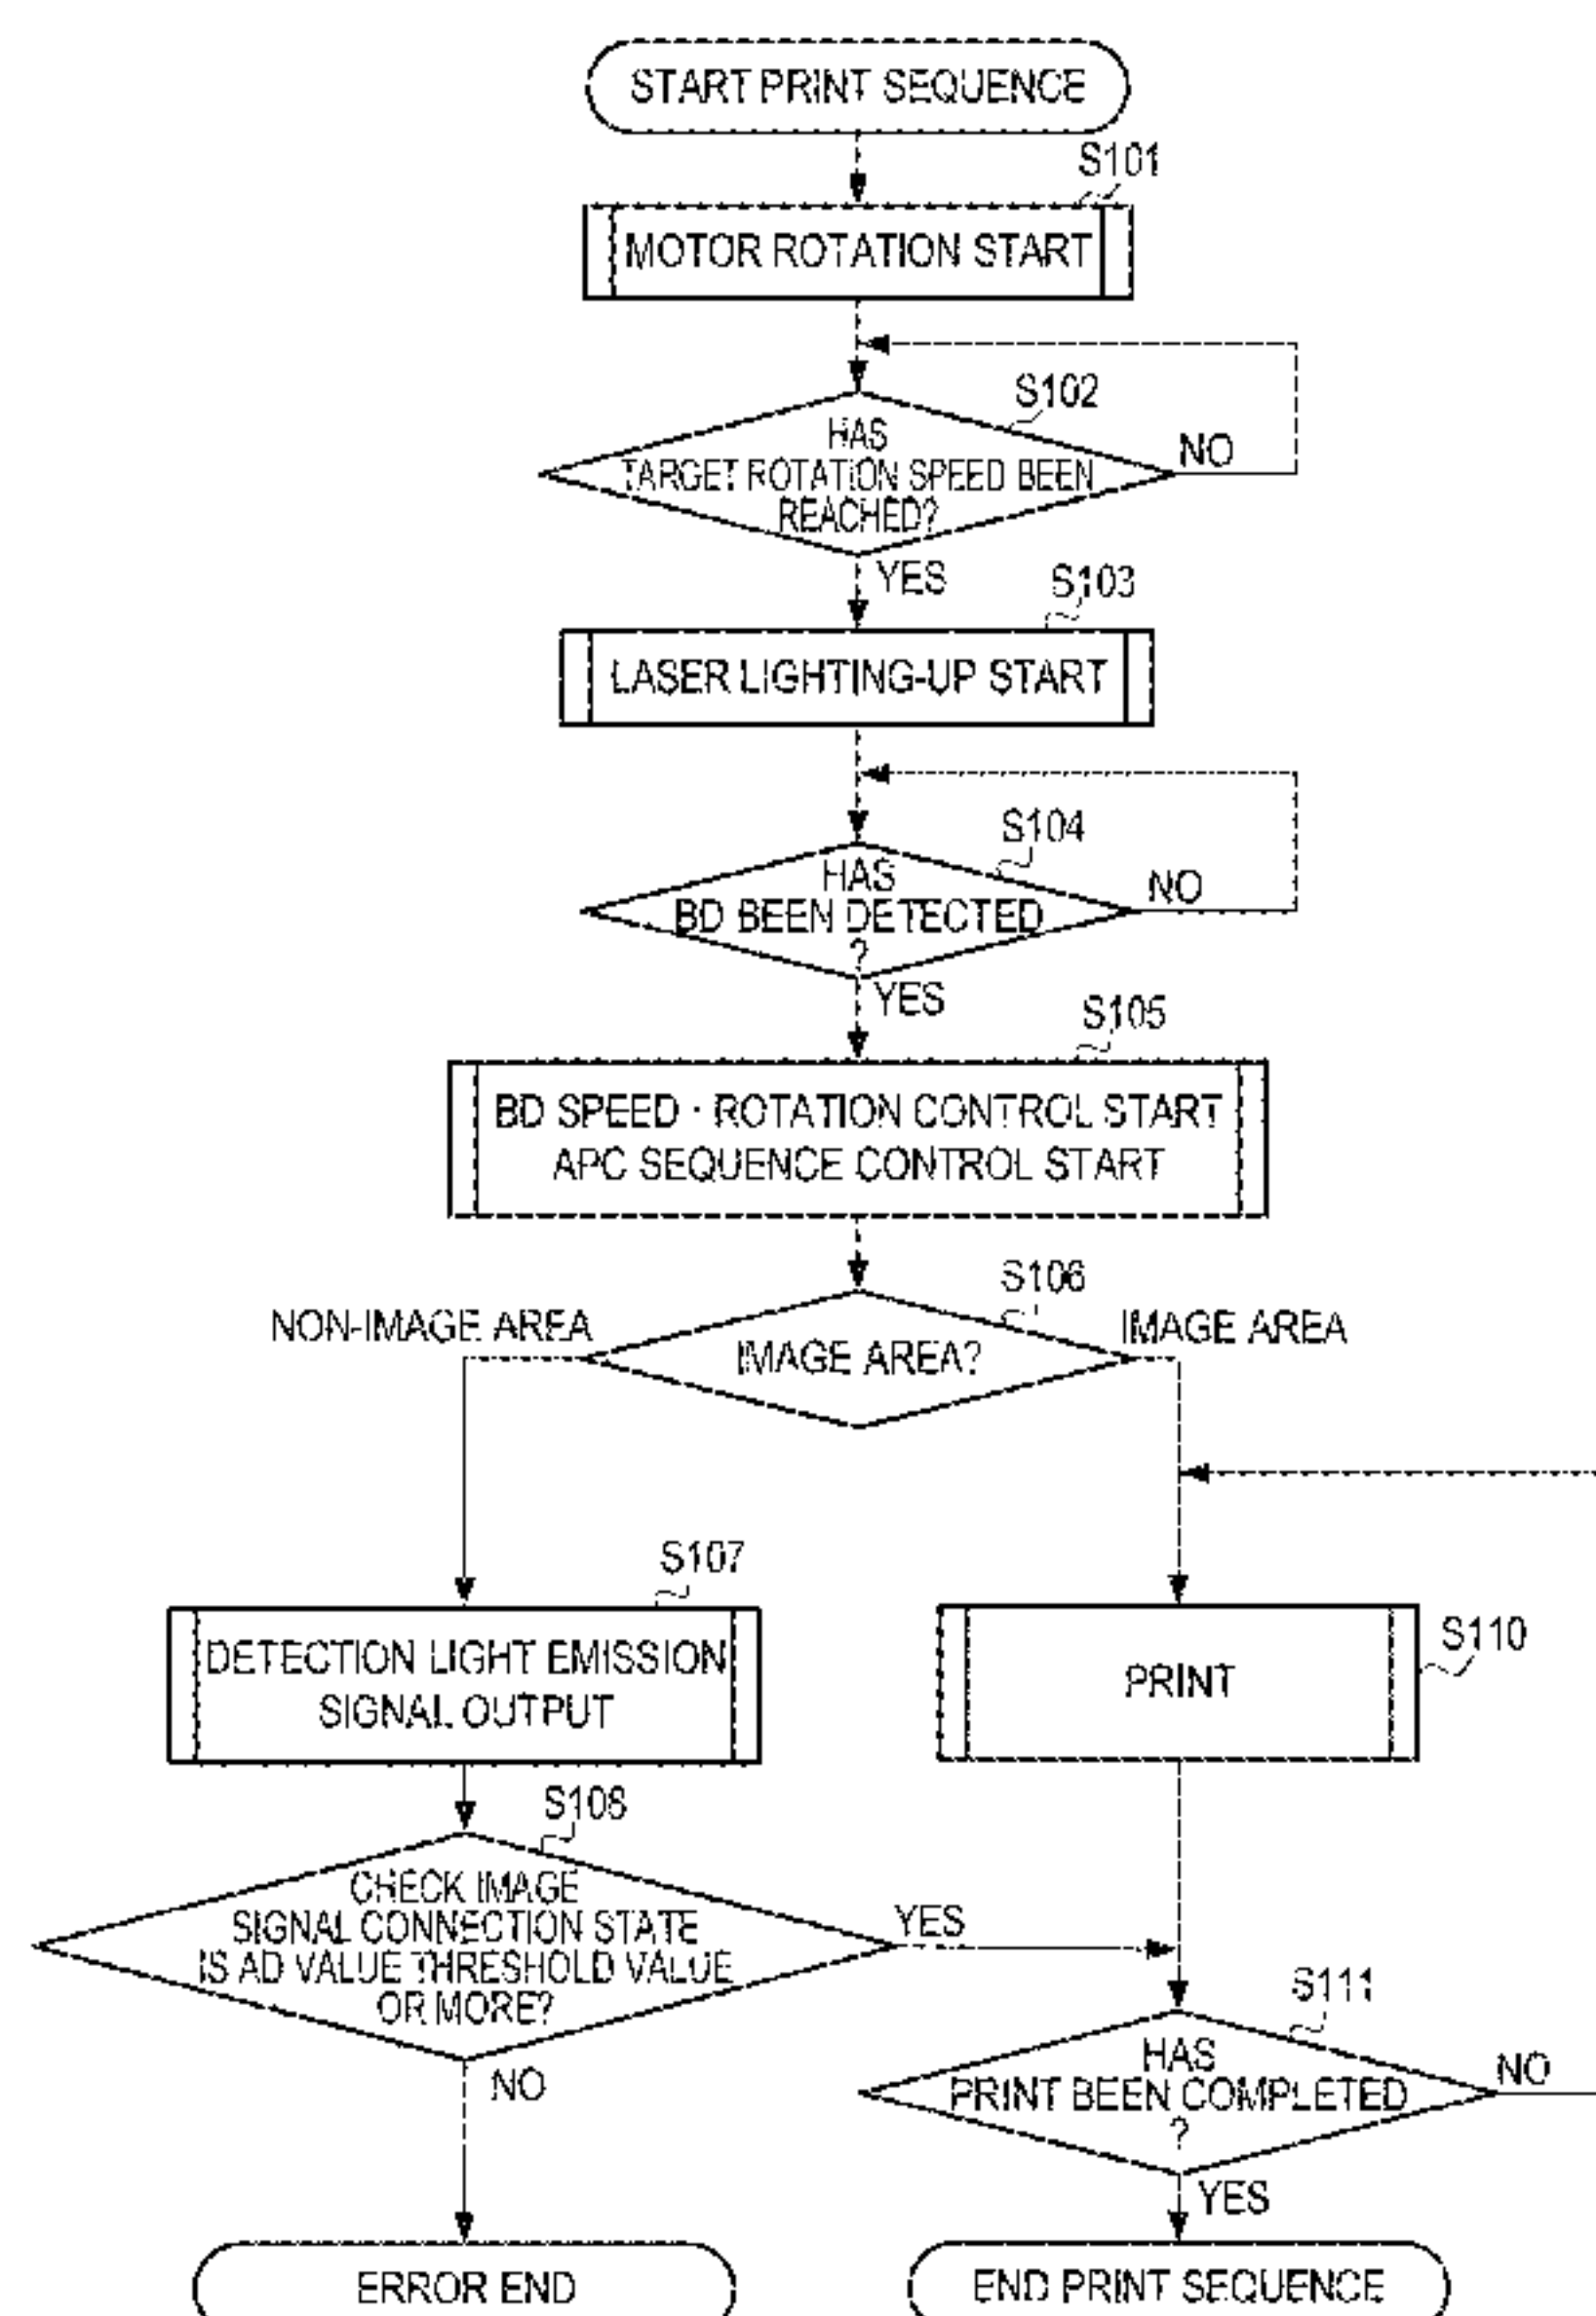 START PRINT SEQUENCE
S101
MOTOR ROTATION START
S102
HAS
TARGET ROTATION SPEED BEEN
REACHED?
NO
YES
S103
LASER LIGHTING-UP START
S104
HAS
BD BEEN DETECTED
?
NO
YES
S105
BD SPEED · ROTATION CONTROL START
APC SEQUENCE CONTROL START
S106
NON-IMAGE AREA
IMAGE AREA?
IMAGE AREA
S107
DETECTION LIGHT EMISSION
SIGNAL OUTPUT
PRINT
S110
S108
CHECK IMAGE
SIGNAL CONNECTION STATE
IS AD VALUE THRESHOLD VALUE
OR MORE?
YES
NO
S111
HAS
PRINT BEEN COMPLETED
?
NO
YES
ERROR END
END PRINT SEQUENCE